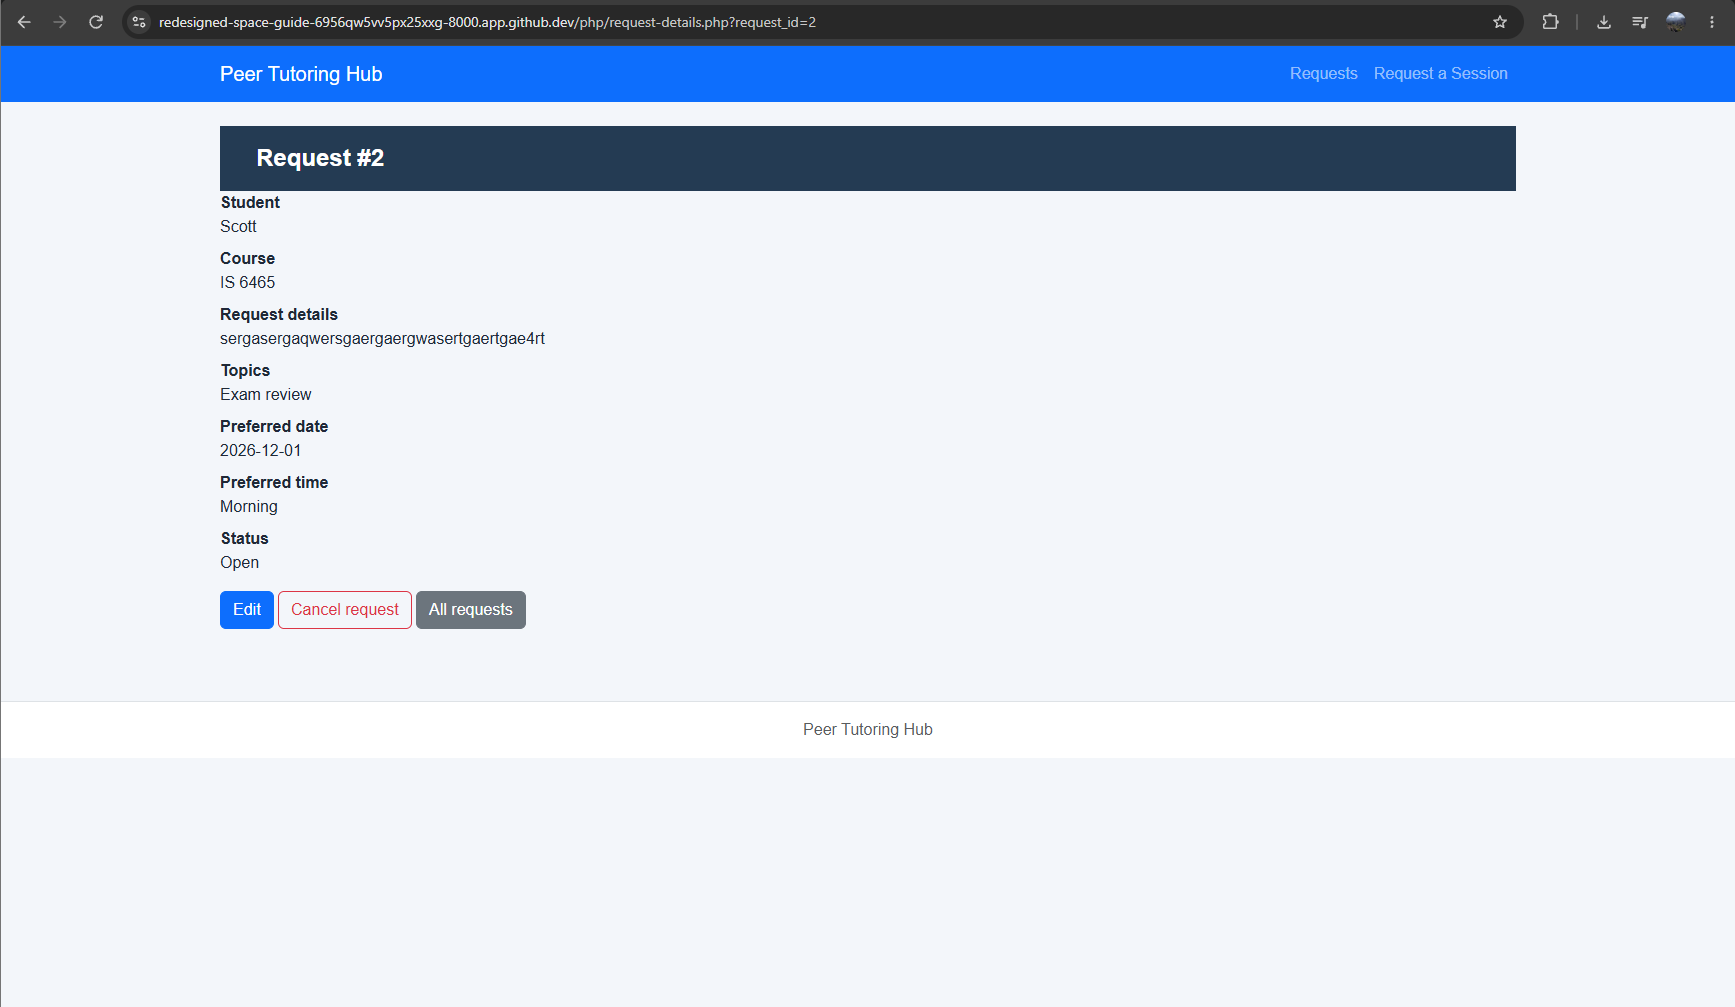 redesigned-space-guide-6956qw5vv5px25xxg-8000.app.github.dev/php/request-details.php?request_id=2
Peer Tutoring Hub
Requests
Request a Session
Request #2
Student
Scott
Course
IS 6465
Request details
sergasergaqwersgaergaergwasertgaertgae4rt
Topics
Exam review
Preferred date
2026-12-01
Preferred time
Morning
Status
Open
Edit
Cancel request
All requests
Peer Tutoring Hub